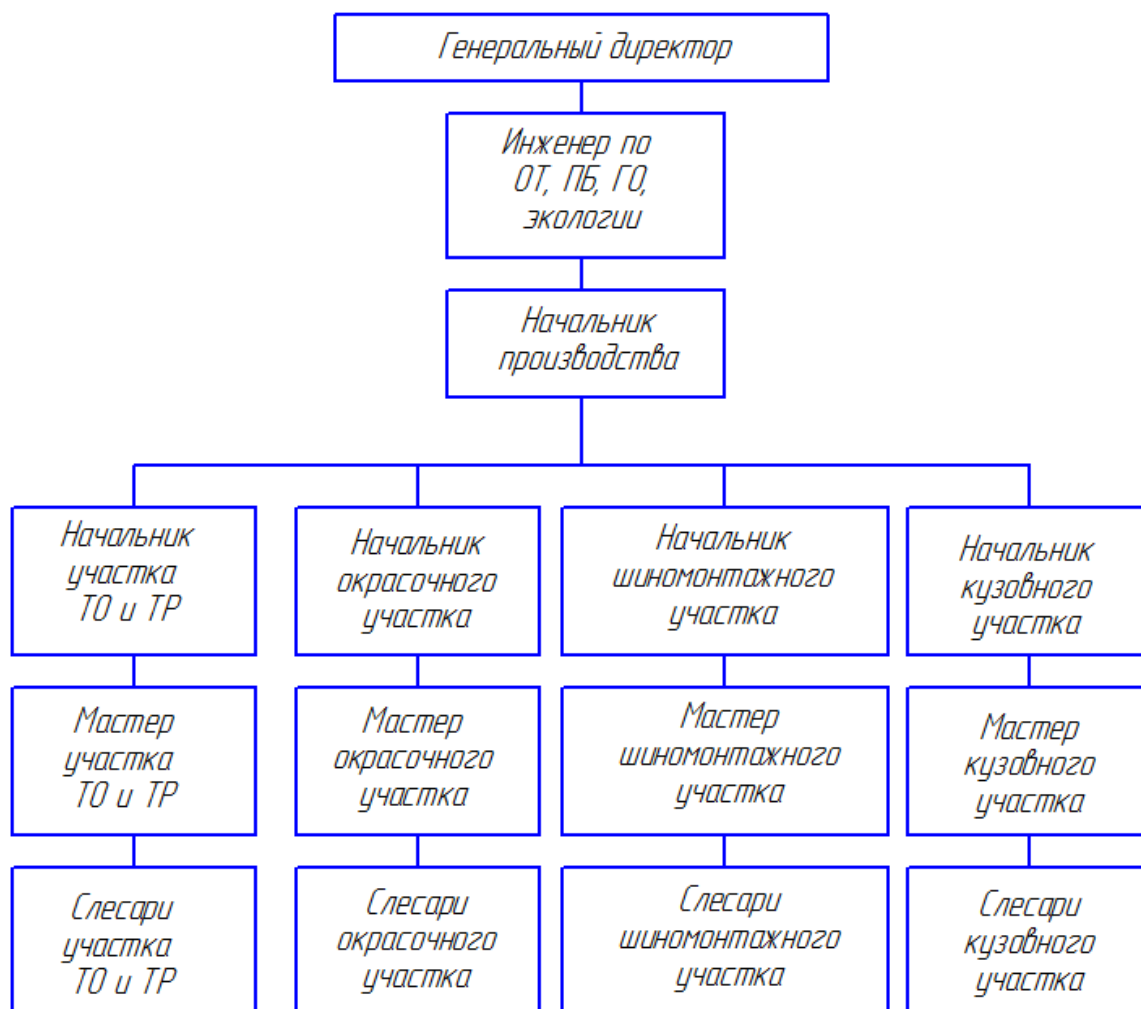 Генеральный директор
Инженер по
ОТ, ПБ, ГО,
экологии
Начальник
производства
Начальник
участка
ТО и ТР
Начальник
окрасочного
участка
Начальник
шиномонтажного
участка
Начальник
кузовного
участка
Мастер
участка
ТО и ТР
Мастер
окрасочного
участка
Мастер
шиномонтажного
участка
Мастер
кузовного
участка
Слесари
участка
ТО и ТР
Слесари
окрасочного
участка
Слесари
шиномонтажного
участка
Слесари
кузовного
участка